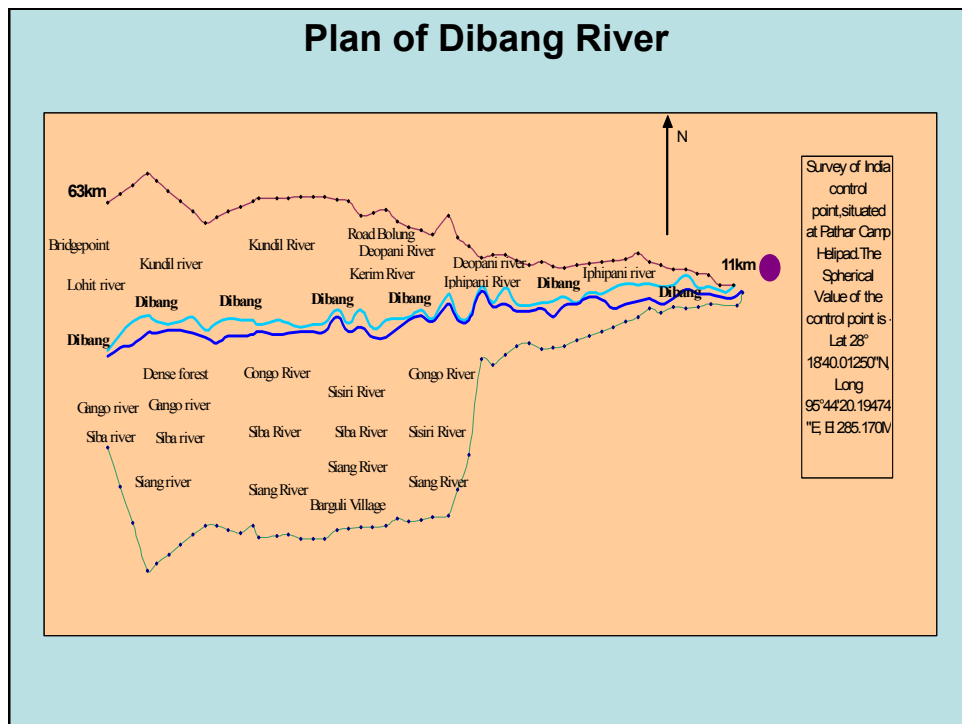 Plan of Dibang River
N
63km
Bridgepoint
Lohit river
Kundil river
Kundil River
Road Bolung
Deopani River
Kerim River
Deopani river
Iphipani River
Iphipani river
11km
Dibang
Dibang
Dibang
Dibang
Dibang
Dibang
Dibang
Dense forest
Gango river
Gango river
Siba river
Siba river
Siang river
Gongo River
Siba River
Siang River
Sisiri River
Siba River
Siang River
Barguli Village
Gongo River
Sisiri River
Siang River
Survey of India
control
point,situated
at Pathar Camp
Helipad.The
Spherical
Value of the
control point is -
Lat 28°
18'40.01250"N,
Long
95°44'20.19474
"E, El 285.170M